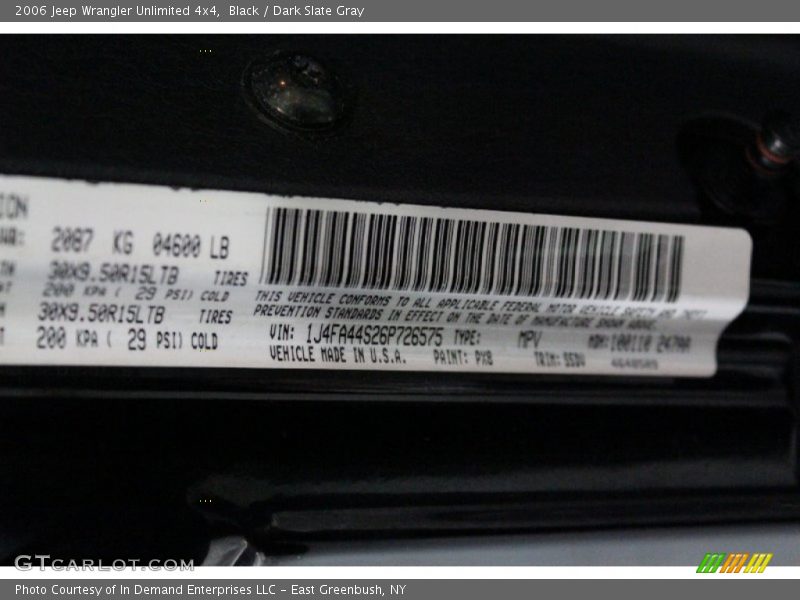 2006 Jeep Wrangler Unlimited 4x4, Black / Dark Slate Gray
2087 KG 04600 LB
30X9.50R15LTB TIRES
200 KPA ( 29 PSI) COLD
30X9.50R15LTB TIRES
200 KPA ( 29 PSI) COLD
THIS VEHICLE CONFORMS TO ALL APPLICABLE FEDERAL MOTOR VEHICLE SAFETY AND THEFT
PREVENTION STANDARDS IN EFFECT ON THE DATE OF MANUFACTURE SHOWN ABOVE.
VIN: 1J4FA44S26P726575 TYPE: MPV
VEHICLE MADE IN U.S.A. PAINT: PX8 TRIM:
GTCarLot.com
Photo Courtesy of In Demand Enterprises LLC - East Greenbush, NY